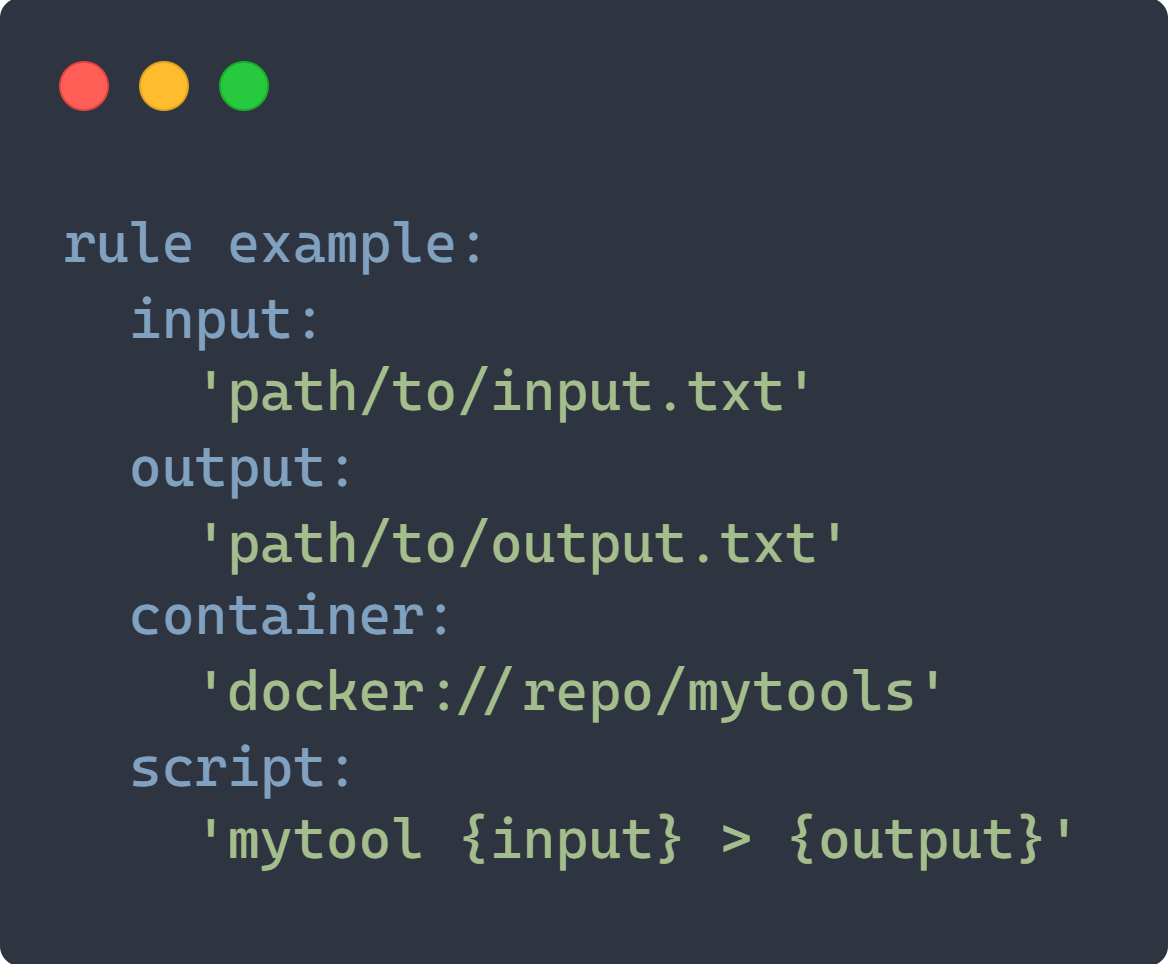 rule example:
  input:
    'path/to/input.txt'
  output:
    'path/to/output.txt'
  container:
    'docker://repo/mytools'
  script:
    'mytool {input} > {output}'